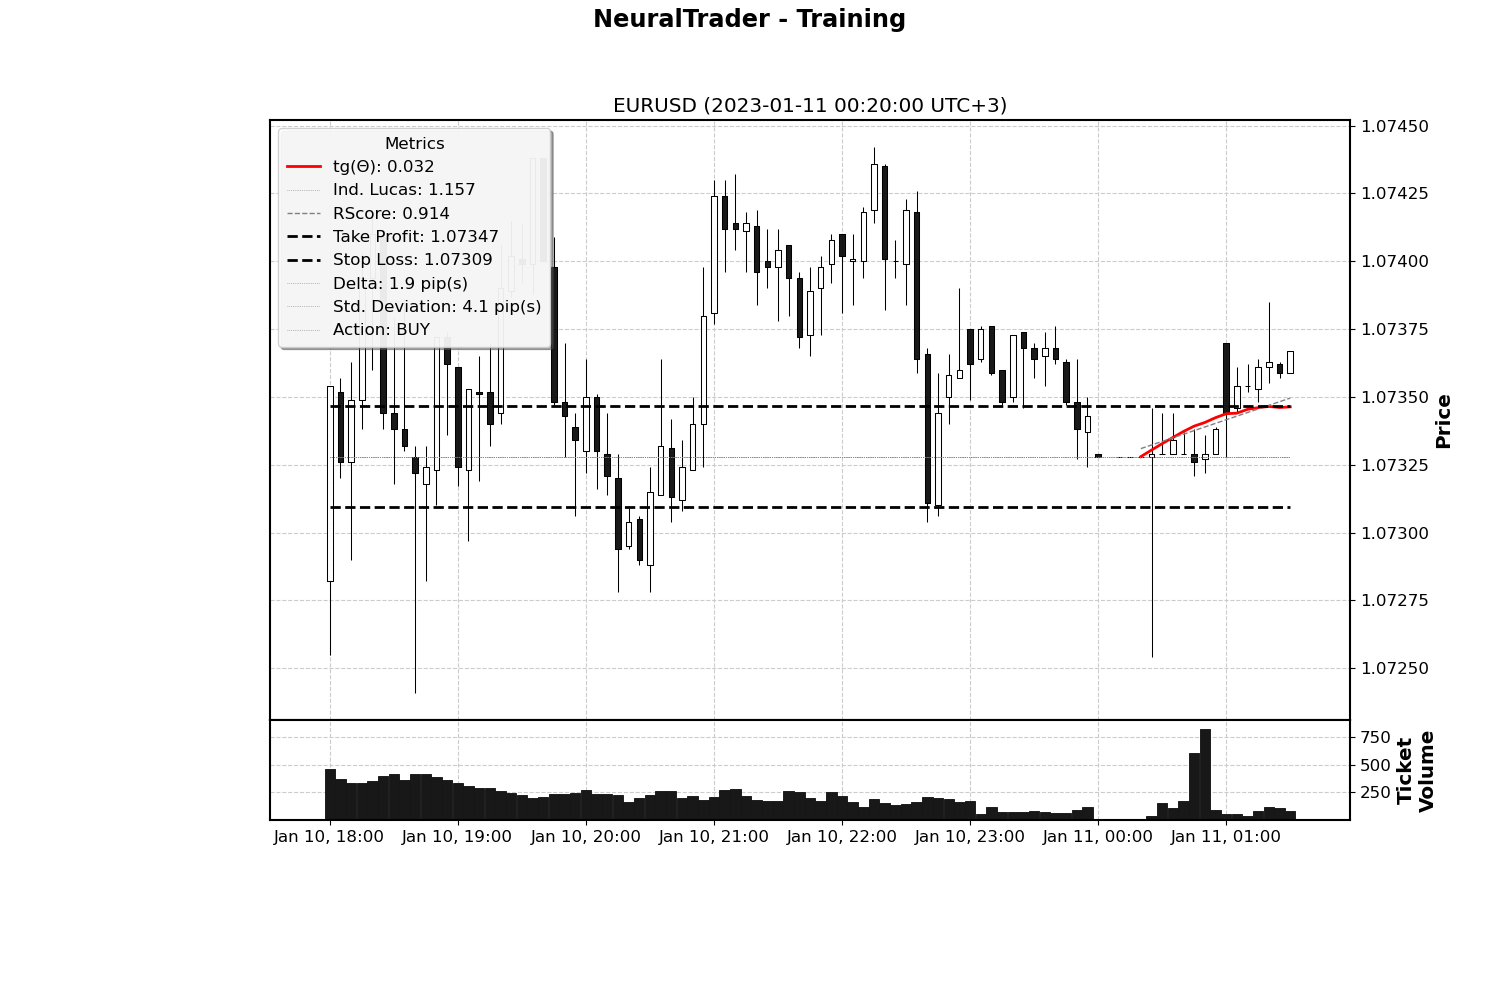 NeuralTrader - Training
EURUSD (2023-01-11 00:20:00 UTC+3)
Metrics
tg(Θ): 0.032
Ind. Lucas: 1.157
RScore: 0.914
Take Profit: 1.07347
Stop Loss: 1.07309
Delta: 1.9 pip(s)
Std. Deviation: 4.1 pip(s)
Action: BUY
1.07450
1.07425
1.07400
1.07375
1.07350
1.07325
1.07300
1.07275
1.07250
Price
750
500
250
Ticket
Volume
Jan 10, 18:00
Jan 10, 19:00
Jan 10, 20:00
Jan 10, 21:00
Jan 10, 22:00
Jan 10, 23:00
Jan 11, 00:00
Jan 11, 01:00